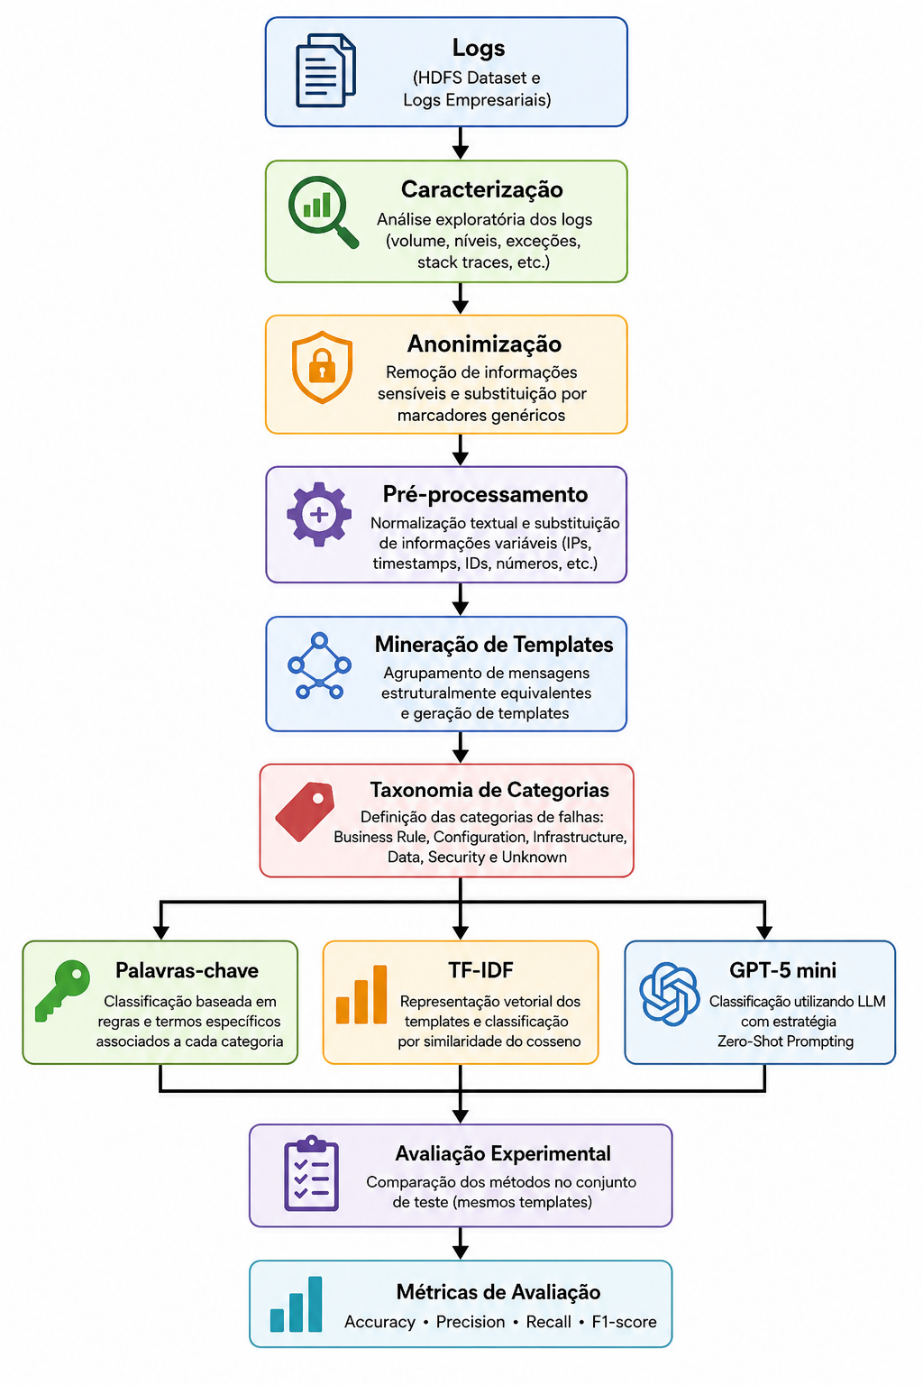 Logs
(HDFS Dataset e
Logs Empresariais)
Caracterização
Análise exploratória dos logs
(volume, níveis, exceções,
stack traces, etc.)
Anonimização
Remoção de informações
sensíveis e substituição por
marcadores genéricos
Pré-processamento
Normalização textual e substituição
de informações variáveis (IPs,
timestamps, IDs, números, etc.)
Mineração de Templates
Agrupamento de mensagens
estruturalmente equivalentes
e geração de templates
Taxonomia de Categorias
Definição das categorias de falhas:
Business Rule, Configuration, Infrastructure,
Data, Security e Unknown
Palavras-chave
Classificação baseada em
regras e termos específicos
associados a cada categoria
TF-IDF
Representação vetorial dos
templates e classificação
por similaridade do cosseno
GPT-5 mini
Classificação utilizando LLM
com estratégia
Zero-Shot Prompting
Avaliação Experimental
Comparação dos métodos no conjunto
de teste (mesmos templates)
Métricas de Avaliação
Accuracy • Precision • Recall • F1-score